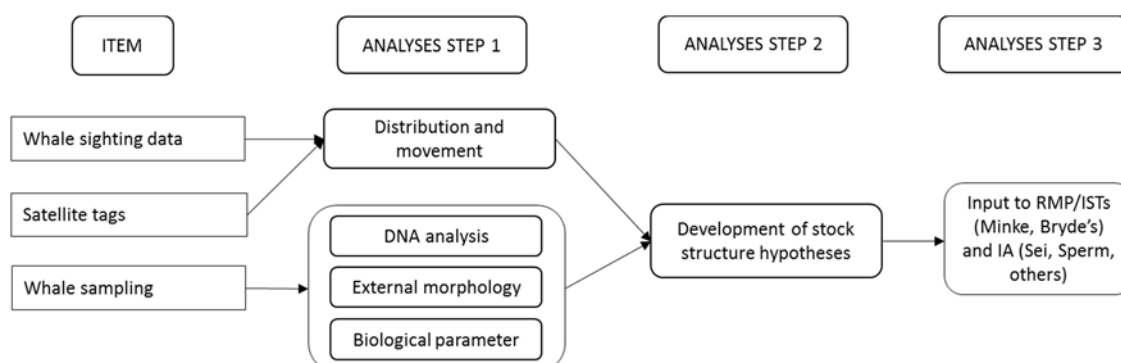 ITEM
ANALYSES STEP 1
ANALYSES STEP 2
ANALYSES STEP 3
Whale sighting data
Satellite tags
Whale sampling
Distribution and
movement
DNA analysis
External morphology
Biological parameter
Development of stock
structure hypotheses
Input to RMP/ISTs
(Minke, Bryde’s)
and IA (Sei, Sperm,
others)